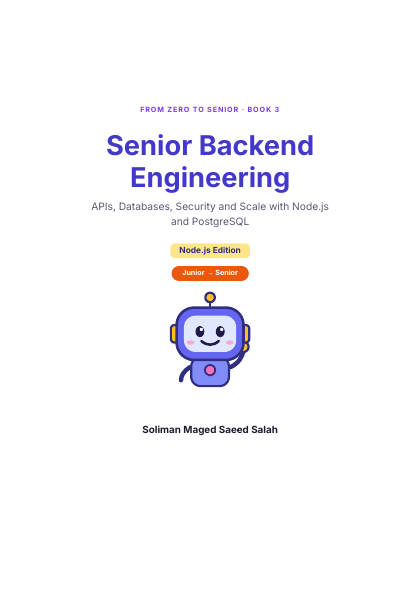 FROM ZERO TO SENIOR · BOOK 3
Senior Backend
Engineering
APIs, Databases, Security and Scale with Node.js
and PostgreSQL
Node.js Edition
Junior → Senior
Soliman Maged Saeed Salah